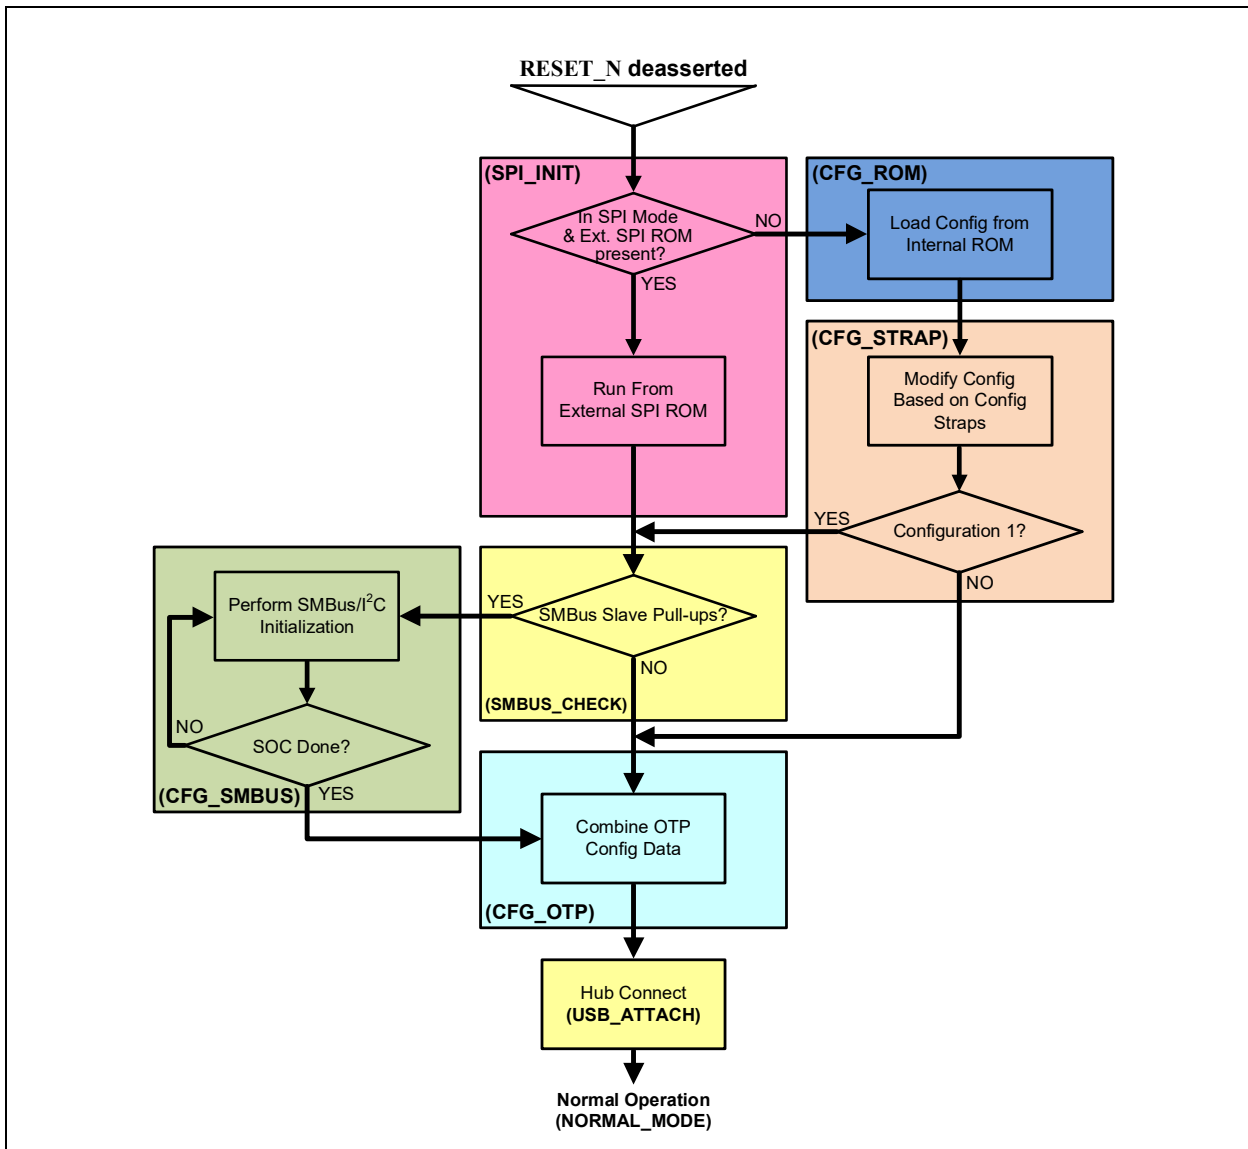 RESET_N deasserted
(SPI_INIT)
In SPI Mode
& Ext. SPI ROM
present?
NO
YES
Run From
External SPI ROM
(CFG_ROM)
Load Config from
Internal ROM
(CFG_STRAP)
Modify Config
Based on Config
Straps
Configuration 1?
YES
NO
SMBus Slave Pull-ups?
YES
NO
(SMBUS_CHECK)
Perform SMBus/I²C
Initialization
SOC Done?
NO
YES
(CFG_SMBUS)
Combine OTP
Config Data
(CFG_OTP)
Hub Connect
(USB_ATTACH)
Normal Operation
(NORMAL_MODE)